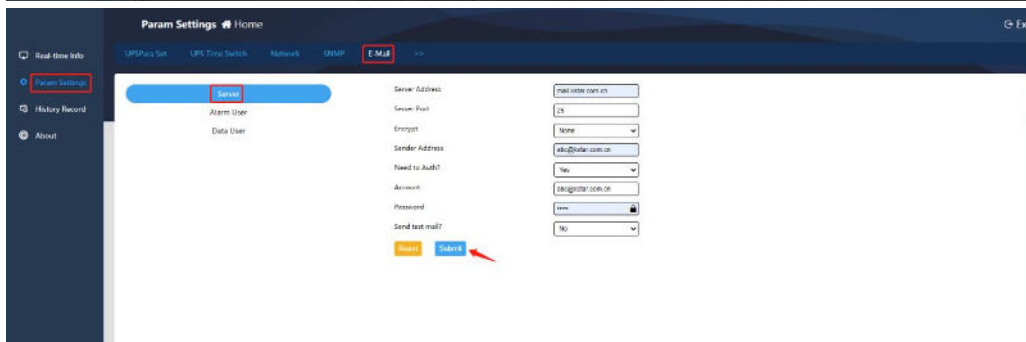 Param Settings Home
Ex
Real-time Info
Param Settings
History Record
About
UPSPara Set UPS Time Switch Network SNMP E-Mail >>
Server
Alarm User
Data User
Server Address mail.kstar.com.cn
Server Port 25
Encrypt None
Sender Address abc@kstar.com.cn
Need to Auth? Yes
Account abc@kstar.com.cn
Password ••••
Send test mail? No
Reset Submit